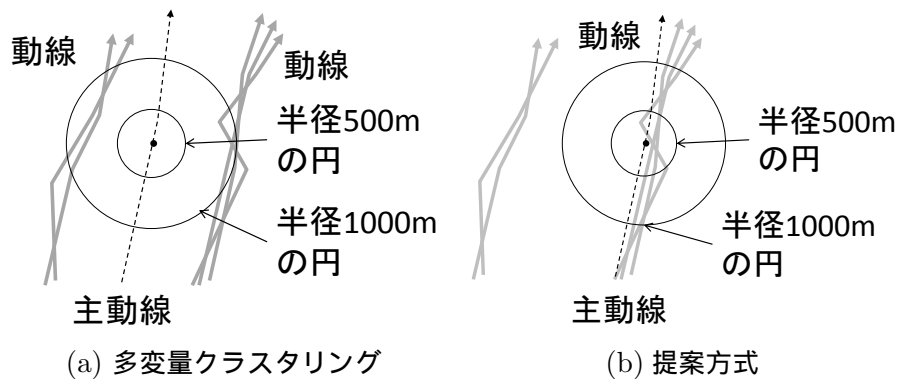 動線
動線
半径500m
の円
半径1000m
の円
主動線
(a) 多変量クラスタリング
動線
半径500m
の円
半径1000m
の円
主動線
(b) 提案方式